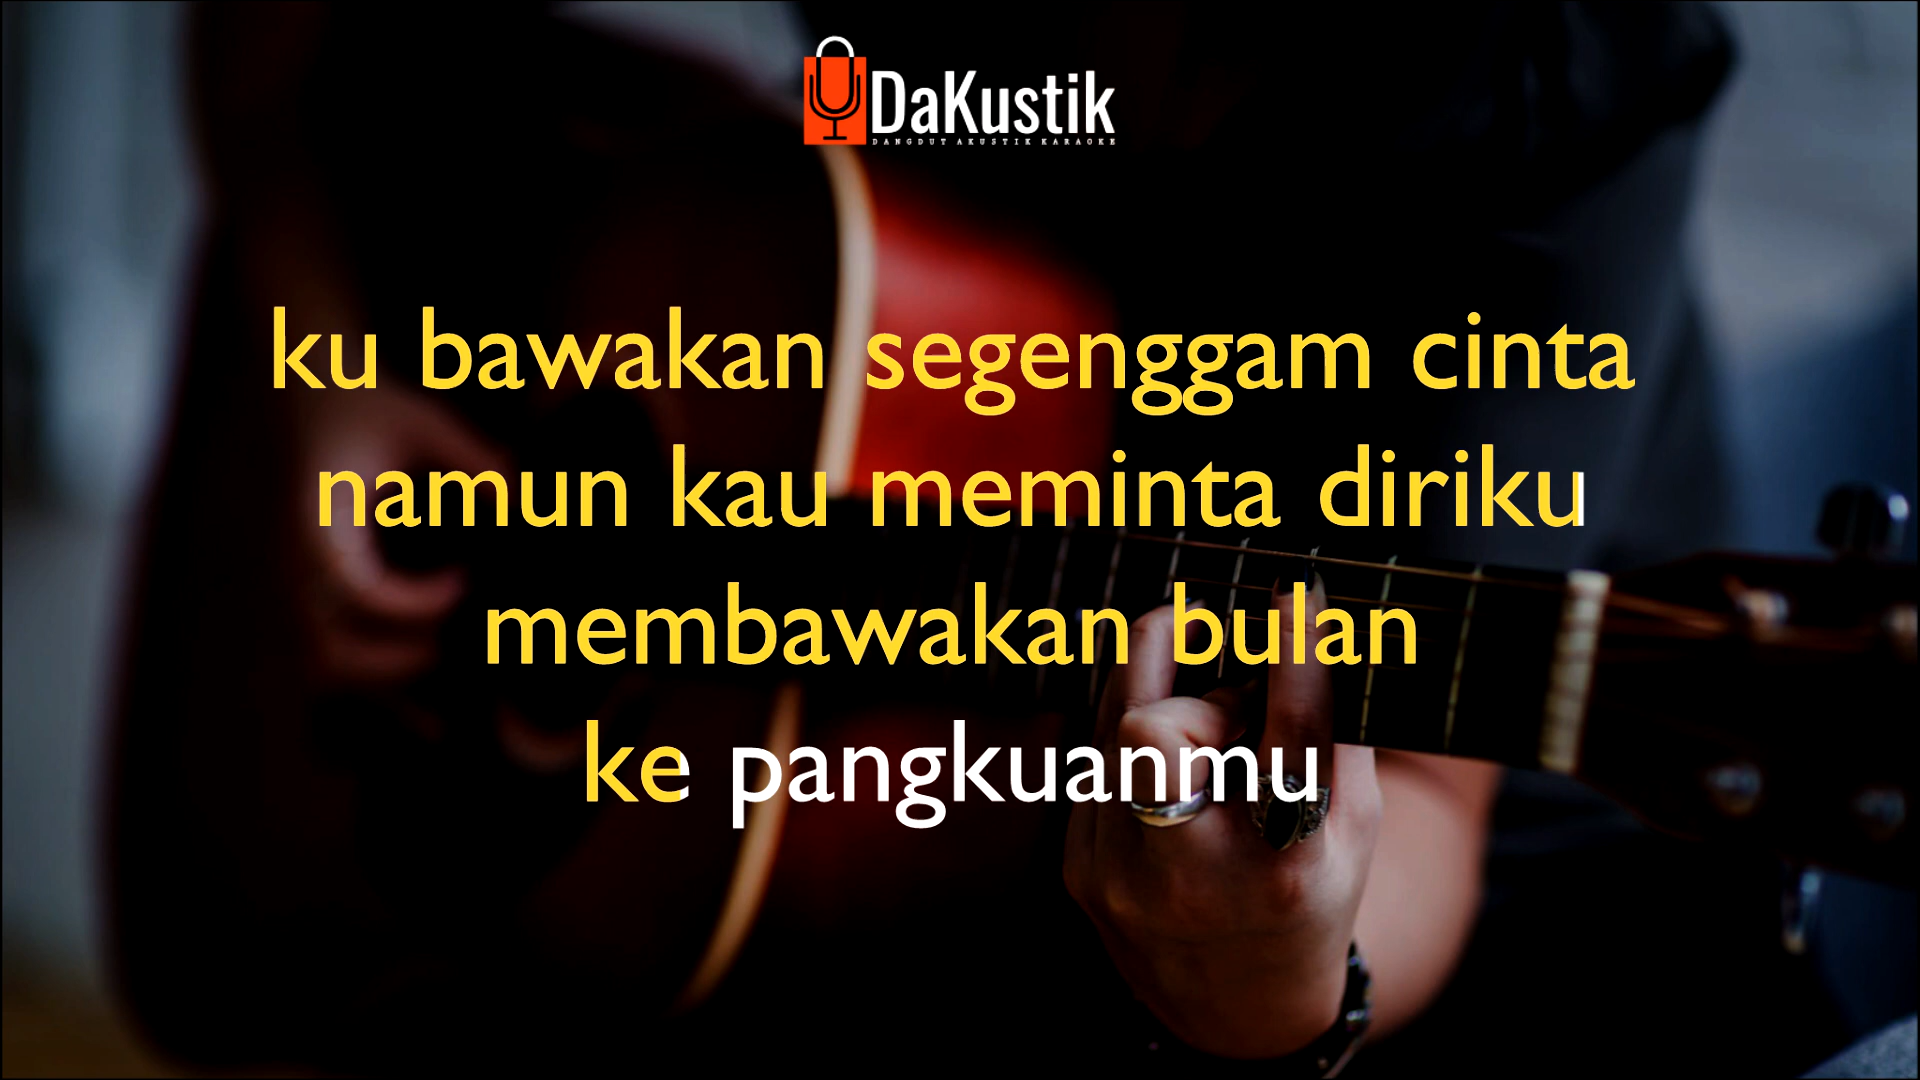 DaKustik
DANGDUT AKUSTIK KARAOKE
ku bawakan segenggam cinta
namun kau meminta diriku
membawakan bulan
ke pangkuanmu